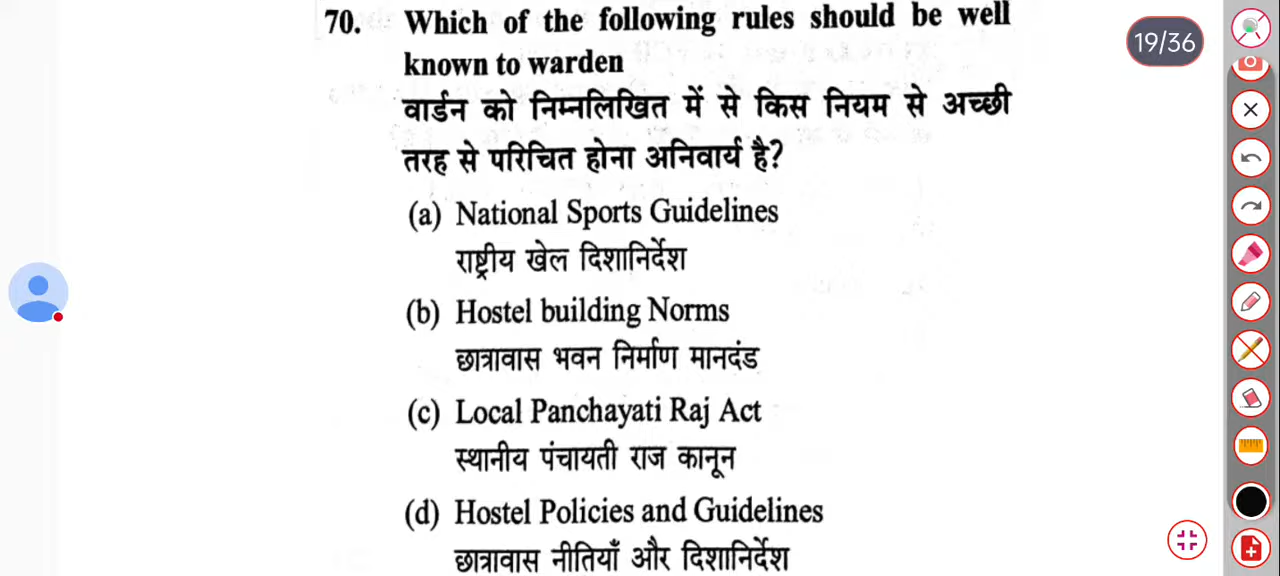 70. Which of the following rules should be well
known to warden
वार्डन को निम्नलिखित में से किस नियम से अच्छी
तरह से परिचित होना अनिवार्य है?
(a) National Sports Guidelines
राष्ट्रीय खेल दिशानिर्देश
(b) Hostel building Norms
छात्रावास भवन निर्माण मानदंड
(c) Local Panchayati Raj Act
स्थानीय पंचायती राज कानून
(d) Hostel Policies and Guidelines
छात्रावास नीतियाँ और दिशानिर्देश
19/36